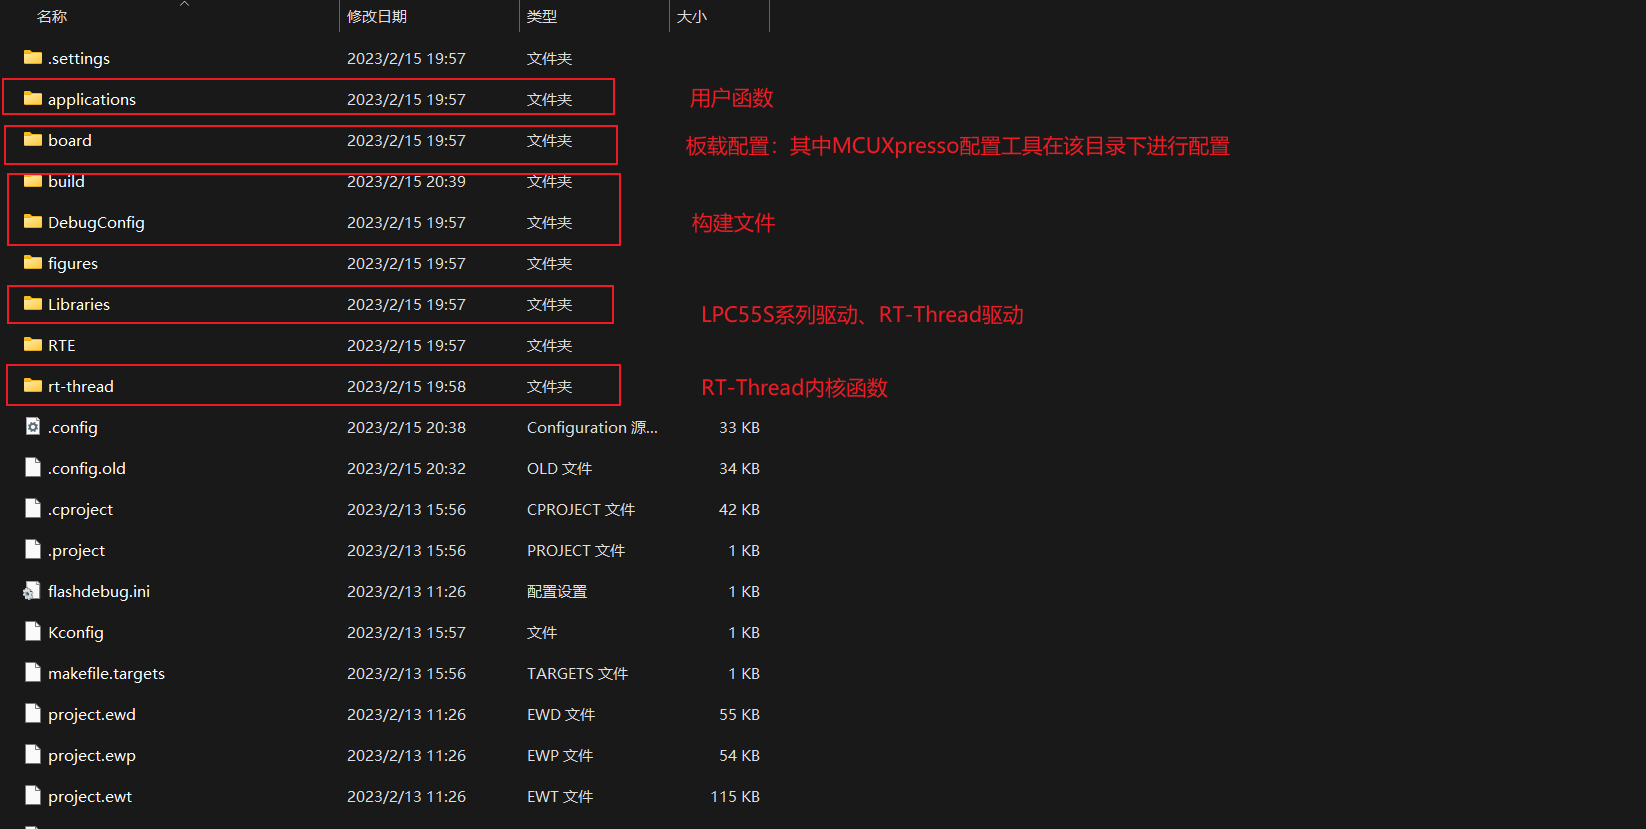 名称 修改日期 类型 大小
.settings 2023/2/15 19:57 文件夹
applications 2023/2/15 19:57 文件夹 用户函数
board 2023/2/15 19:57 文件夹 板载配置：其中MCUXpresso配置工具在该目录下进行配置
build 2023/2/15 20:39 文件夹
DebugConfig 2023/2/15 19:57 文件夹 构建文件
figures 2023/2/15 19:57 文件夹
Libraries 2023/2/15 19:57 文件夹 LPC55S系列驱动、RT-Thread驱动
RTE 2023/2/15 19:57 文件夹
rt-thread 2023/2/15 19:58 文件夹 RT-Thread内核函数
.config 2023/2/15 20:38 Configuration 源... 33 KB
.config.old 2023/2/15 20:32 OLD 文件 34 KB
.cproject 2023/2/13 15:56 CPROJECT 文件 42 KB
.project 2023/2/13 15:56 PROJECT 文件 1 KB
flashdebug.ini 2023/2/13 11:26 配置设置 1 KB
Kconfig 2023/2/13 15:57 文件 1 KB
makefile.targets 2023/2/13 15:56 TARGETS 文件 1 KB
project.ewd 2023/2/13 11:26 EWD 文件 55 KB
project.ewp 2023/2/13 11:26 EWP 文件 54 KB
project.ewt 2023/2/13 11:26 EWT 文件 115 KB